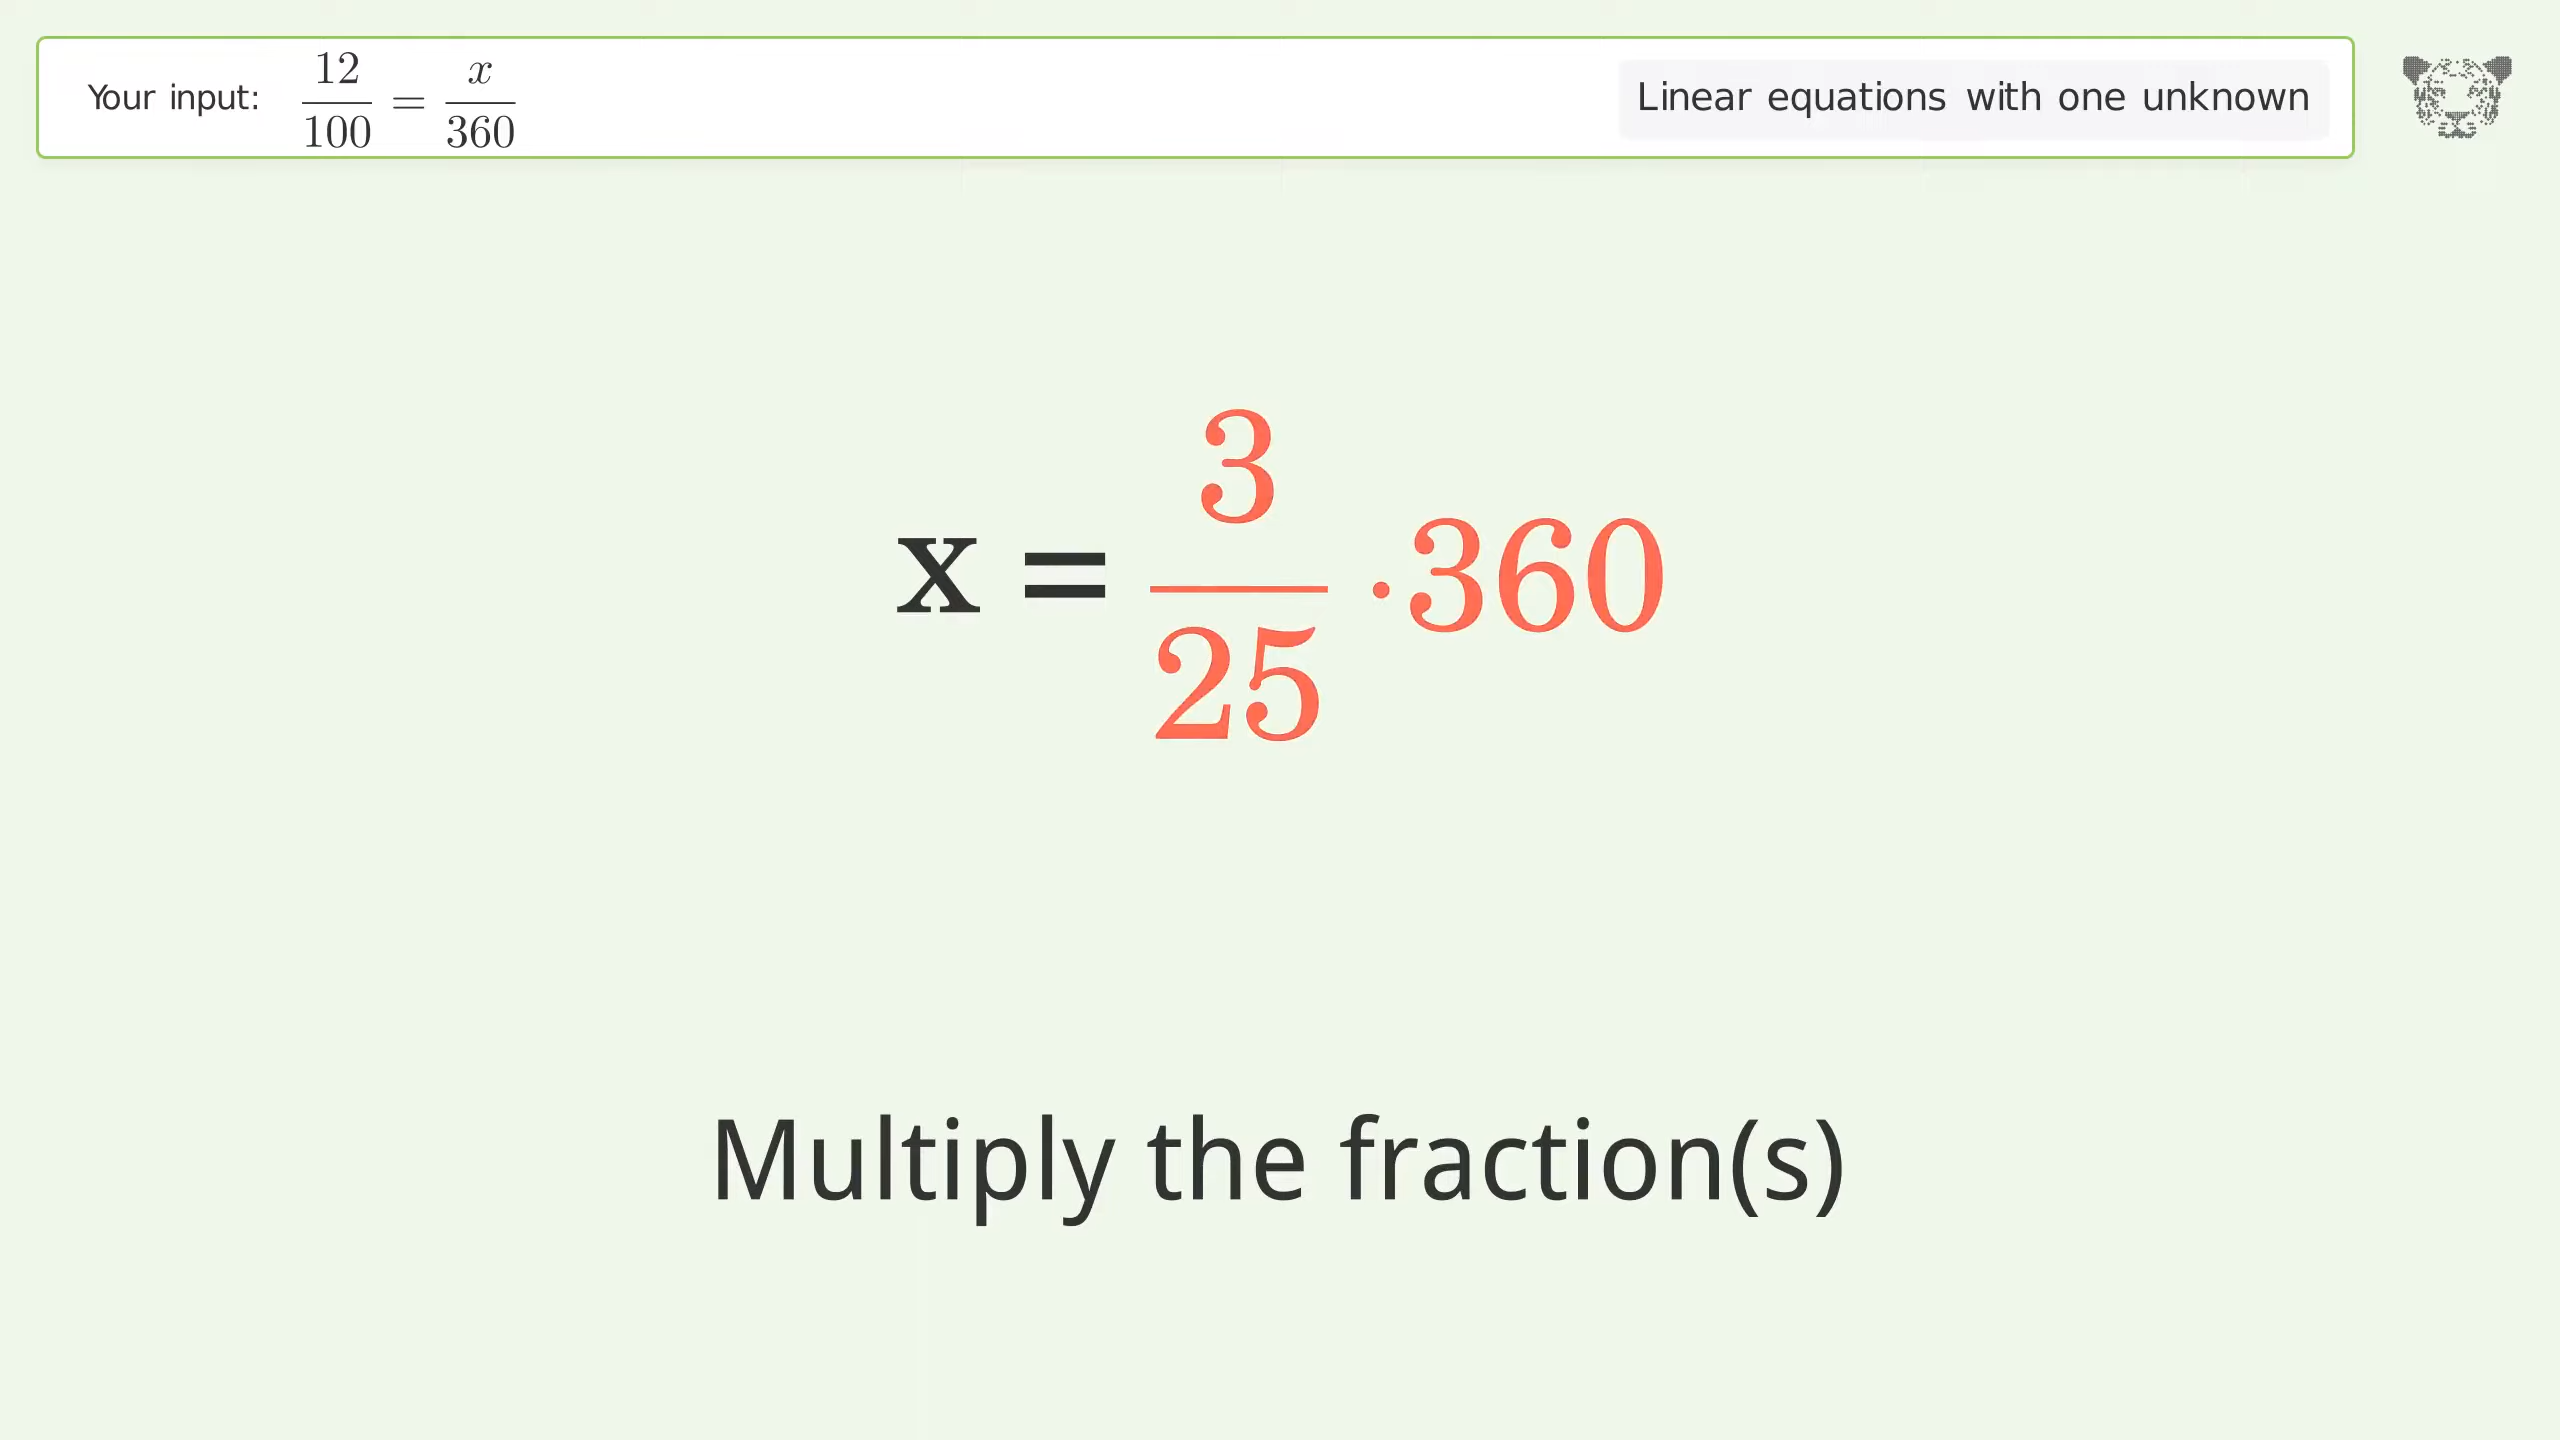 Your input: 12/100 = x/360
Linear equations with one unknown
x = 3/25 · 360
Multiply the fraction(s)